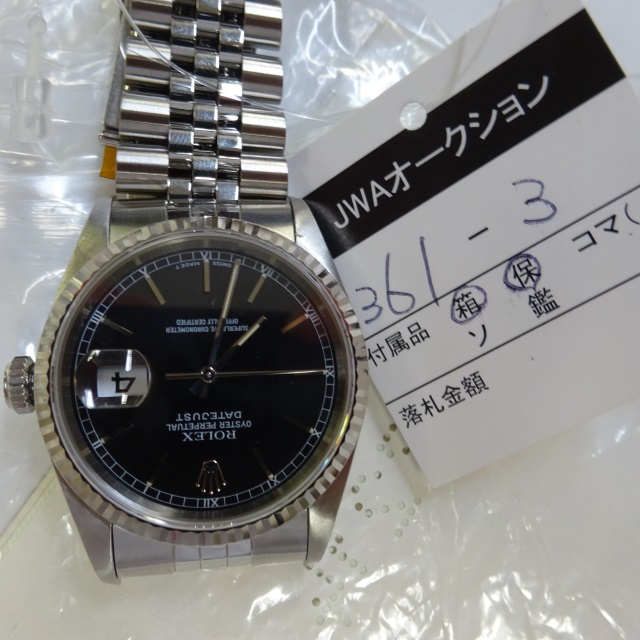 JWAオークション
361-3
付属品 箱 保 コマ(
ソ 鑑
落札金額
ROLEX
OYSTER PERPETUAL
DATEJUST
SUPERLATIVE CHRONOMETER
OFFICIALLY CERTIFIED
4